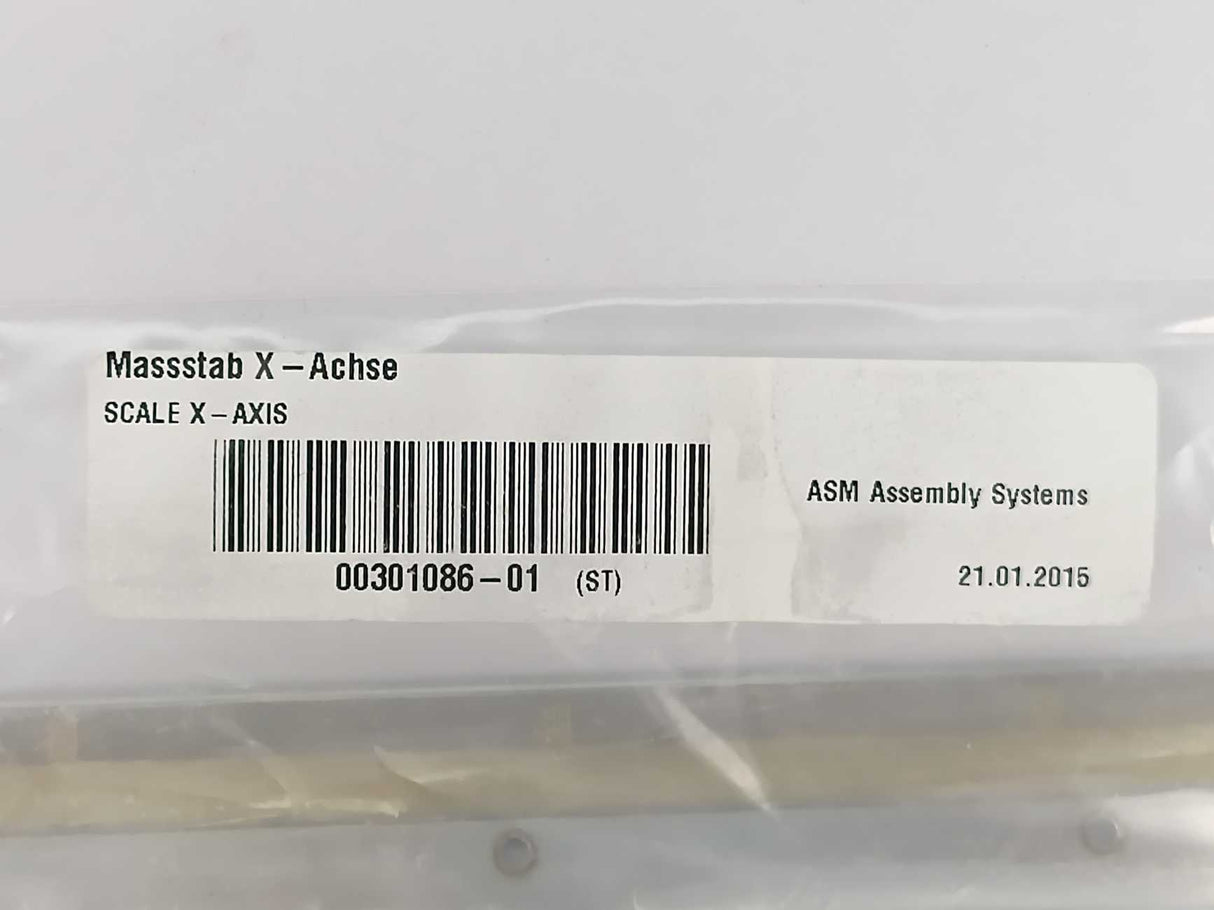 Massstab X-Achse
SCALE X-AXIS
00301086-01 (ST)
ASM Assembly Systems
21.01.2015